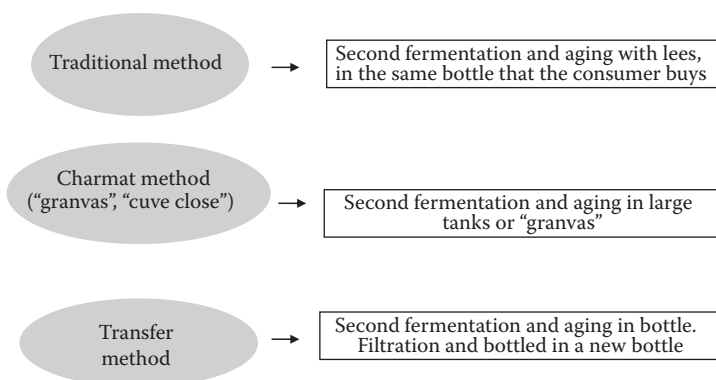 Traditional method
Second fermentation and aging with lees,
in the same bottle that the consumer buys
Charmat method
(“granvas”, “cuve close”)
Second fermentation and aging in large
tanks or “granvas”
Transfer
method
Second fermentation and aging in bottle.
Filtration and bottled in a new bottle